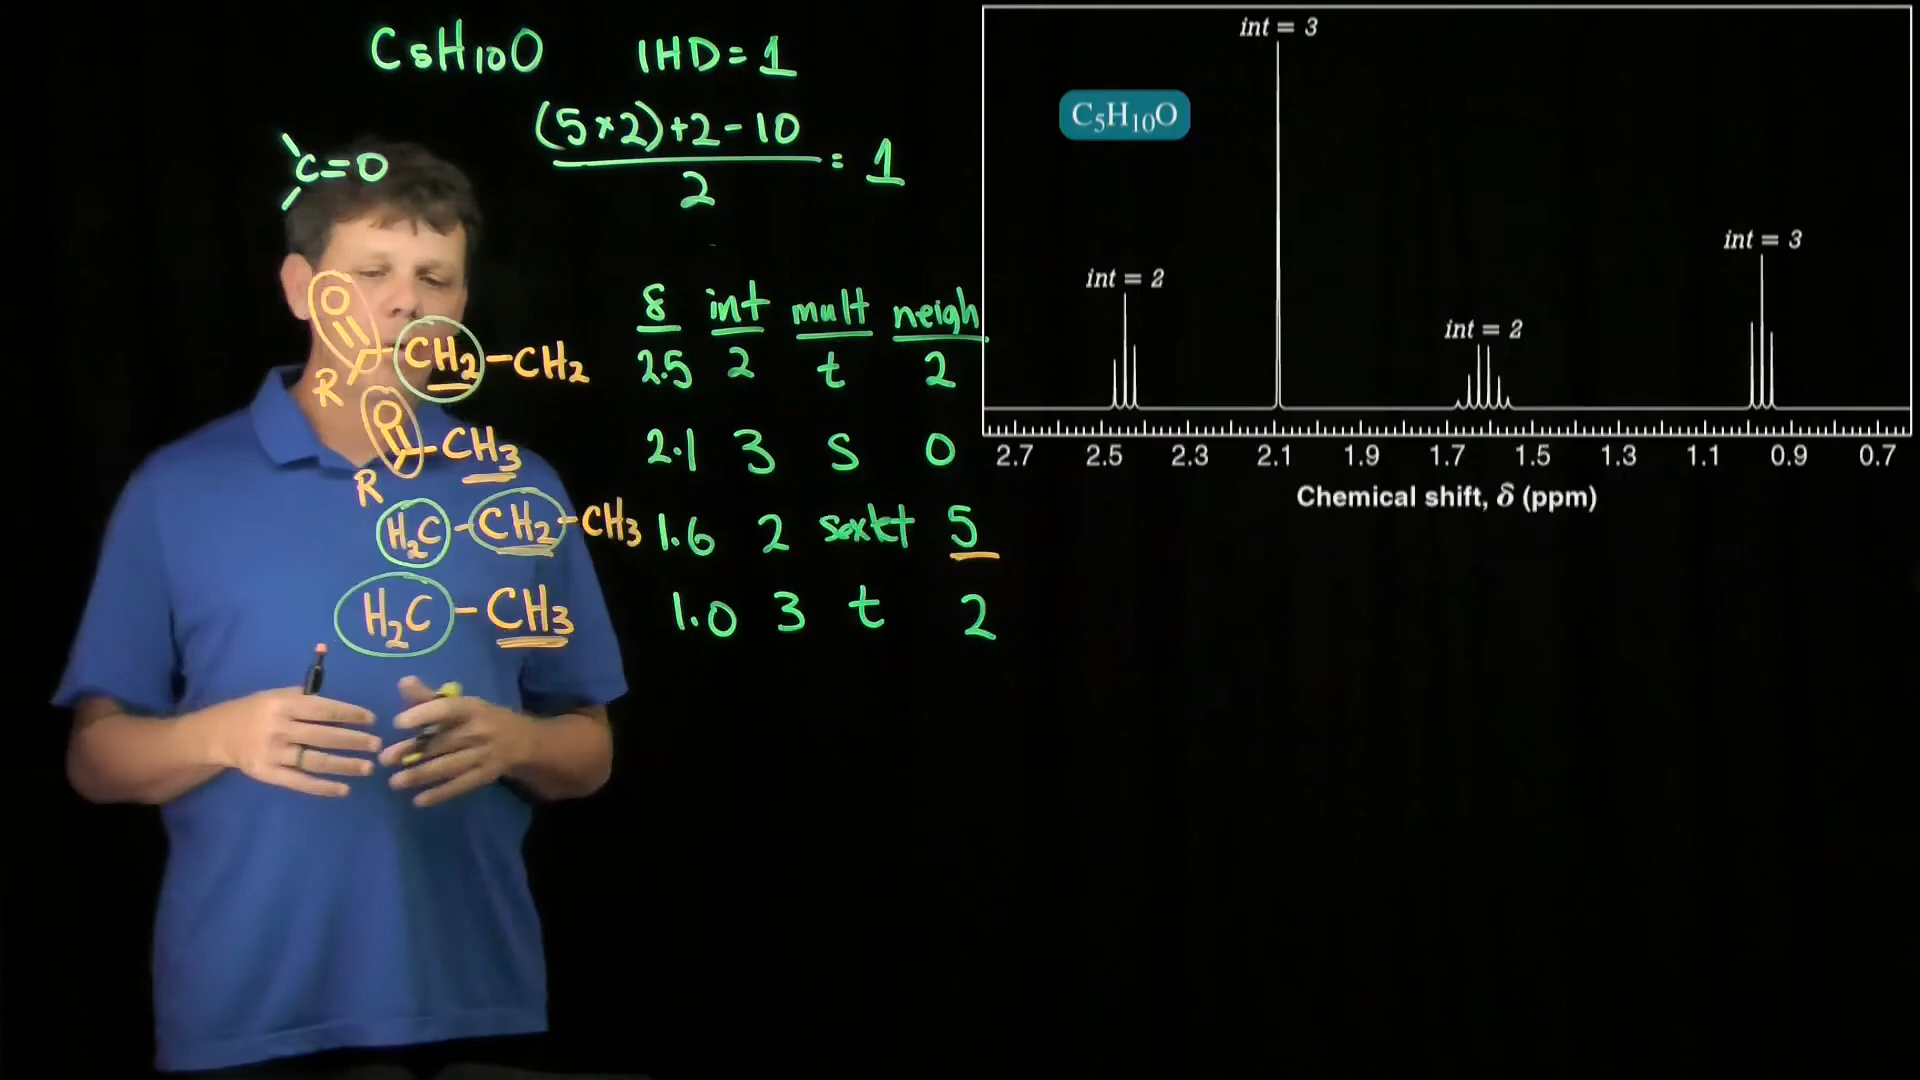 C5H10O IHD=1
(5×2)+2-10
2
= 1
C=O
δ int mult neigh
O
R CH2-CH2 2.5 2 t 2
O
R CH3 2.1 3 s 0
H2C-CH2-CH3 1.6 2 sextet 5
H2C-CH3 1.0 3 t 2
int = 3
C5H10O
int = 2
int = 2
int = 3
2.7 2.5 2.3 2.1 1.9 1.7 1.5 1.3 1.1 0.9 0.7
Chemical shift, δ (ppm)